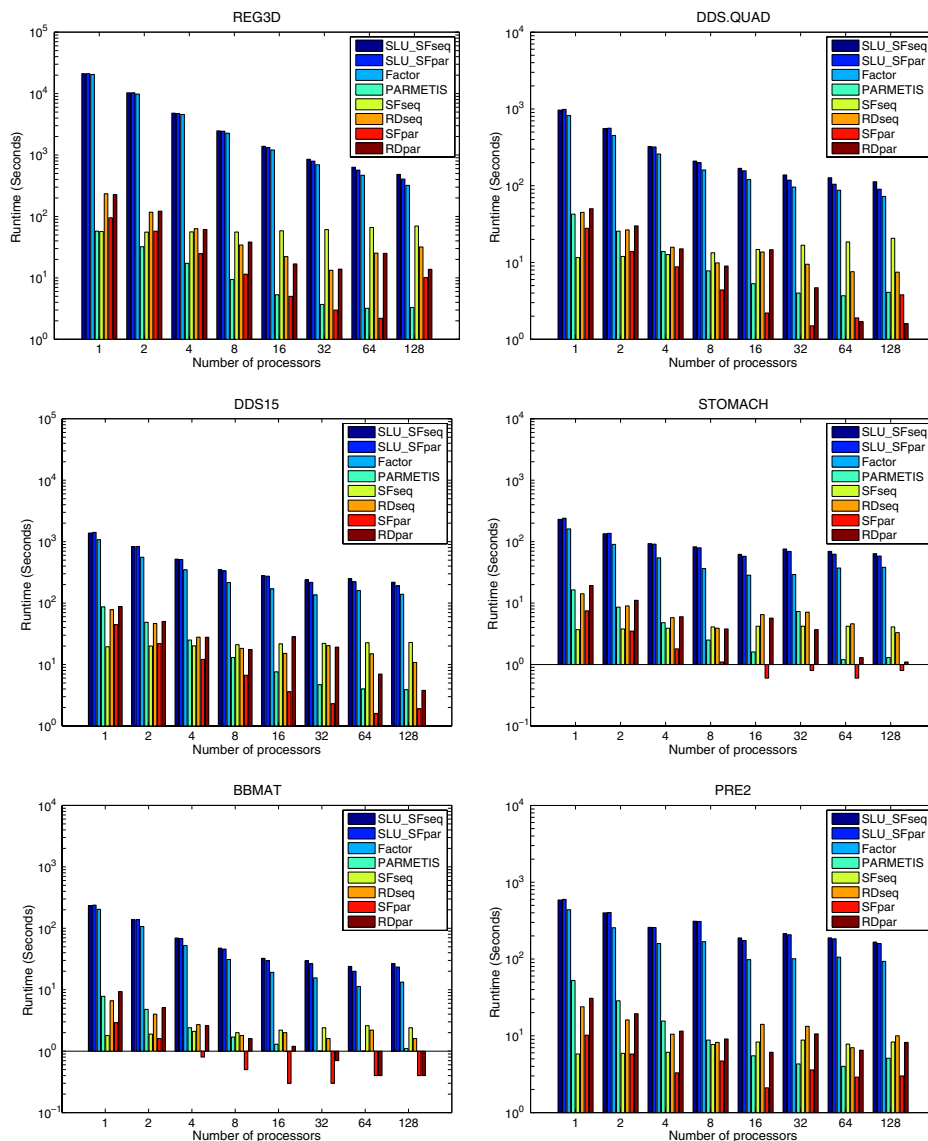 REG3D
10^5
10^4
10^3
10^2
10^1
10^0
Runtime (Seconds)
SLU_SFseq
SLU_SFpar
Factor
PARMETIS
SFseq
RDseq
SFpar
RDpar
1 2 4 8 16 32 64 128
Number of processors
DDS.QUAD
10^4
10^3
10^2
10^1
10^0
Runtime (Seconds)
SLU_SFseq
SLU_SFpar
Factor
PARMETIS
SFseq
RDseq
SFpar
RDpar
1 2 4 8 16 32 64 128
Number of processors
DDS15
10^5
10^4
10^3
10^2
10^1
10^0
Runtime (Seconds)
SLU_SFseq
SLU_SFpar
Factor
PARMETIS
SFseq
RDseq
SFpar
RDpar
1 2 4 8 16 32 64 128
Number of processors
STOMACH
10^4
10^3
10^2
10^1
10^0
10^−1
Runtime (Seconds)
SLU_SFseq
SLU_SFpar
Factor
PARMETIS
SFseq
RDseq
SFpar
RDpar
1 2 4 8 16 32 64 128
Number of processors
BBMAT
10^4
10^3
10^2
10^1
10^0
10^−1
Runtime (Seconds)
SLU_SFseq
SLU_SFpar
Factor
PARMETIS
SFseq
RDseq
SFpar
RDpar
1 2 4 8 16 32 64 128
Number of processors
PRE2
10^4
10^3
10^2
10^1
10^0
Runtime (Seconds)
SLU_SFseq
SLU_SFpar
Factor
PARMETIS
SFseq
RDseq
SFpar
RDpar
1 2 4 8 16 32 64 128
Number of processors